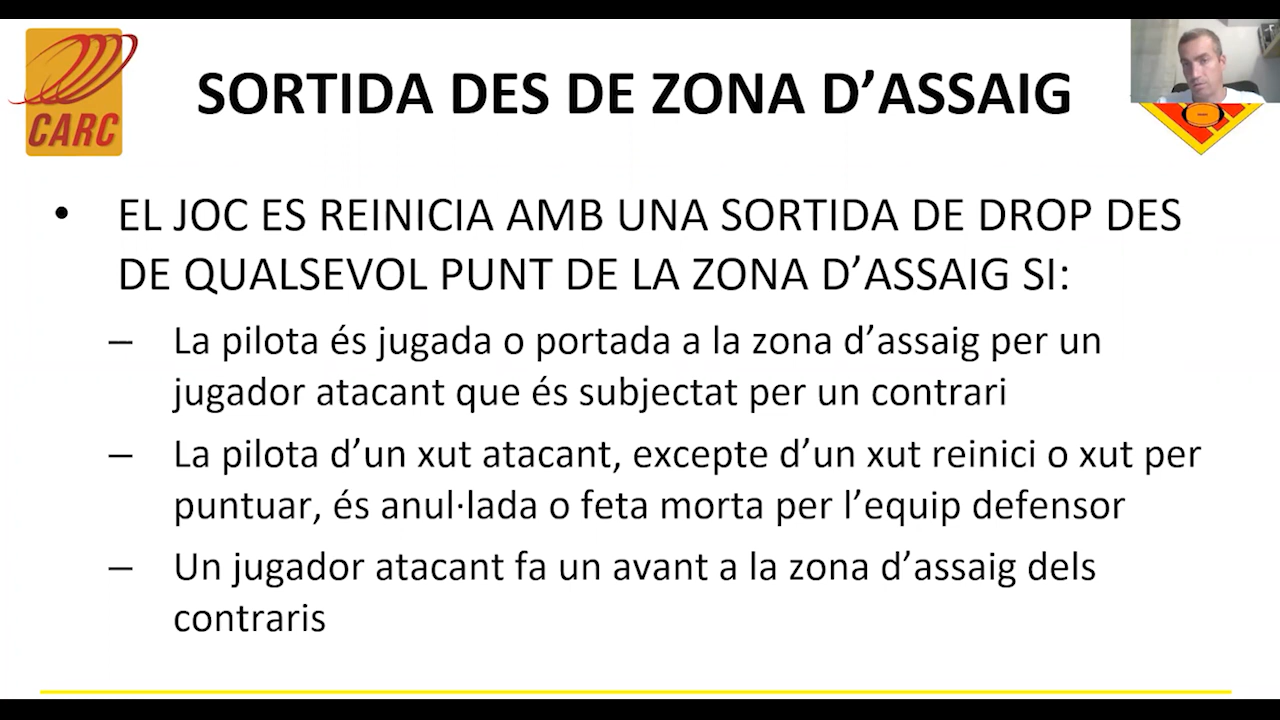 CARC
SORTIDA DES DE ZONA D’ASSAIG
• EL JOC ES REINICIA AMB UNA SORTIDA DE DROP DES
DE QUALSEVOL PUNT DE LA ZONA D’ASSAIG SI:
– La pilota és jugada o portada a la zona d’assaig per un
jugador atacant que és subjectat per un contrari
– La pilota d’un xut atacant, excepte d’un xut reinici o xut per
puntuar, és anul·lada o feta morta per l’equip defensor
– Un jugador atacant fa un avant a la zona d’assaig dels
contraris